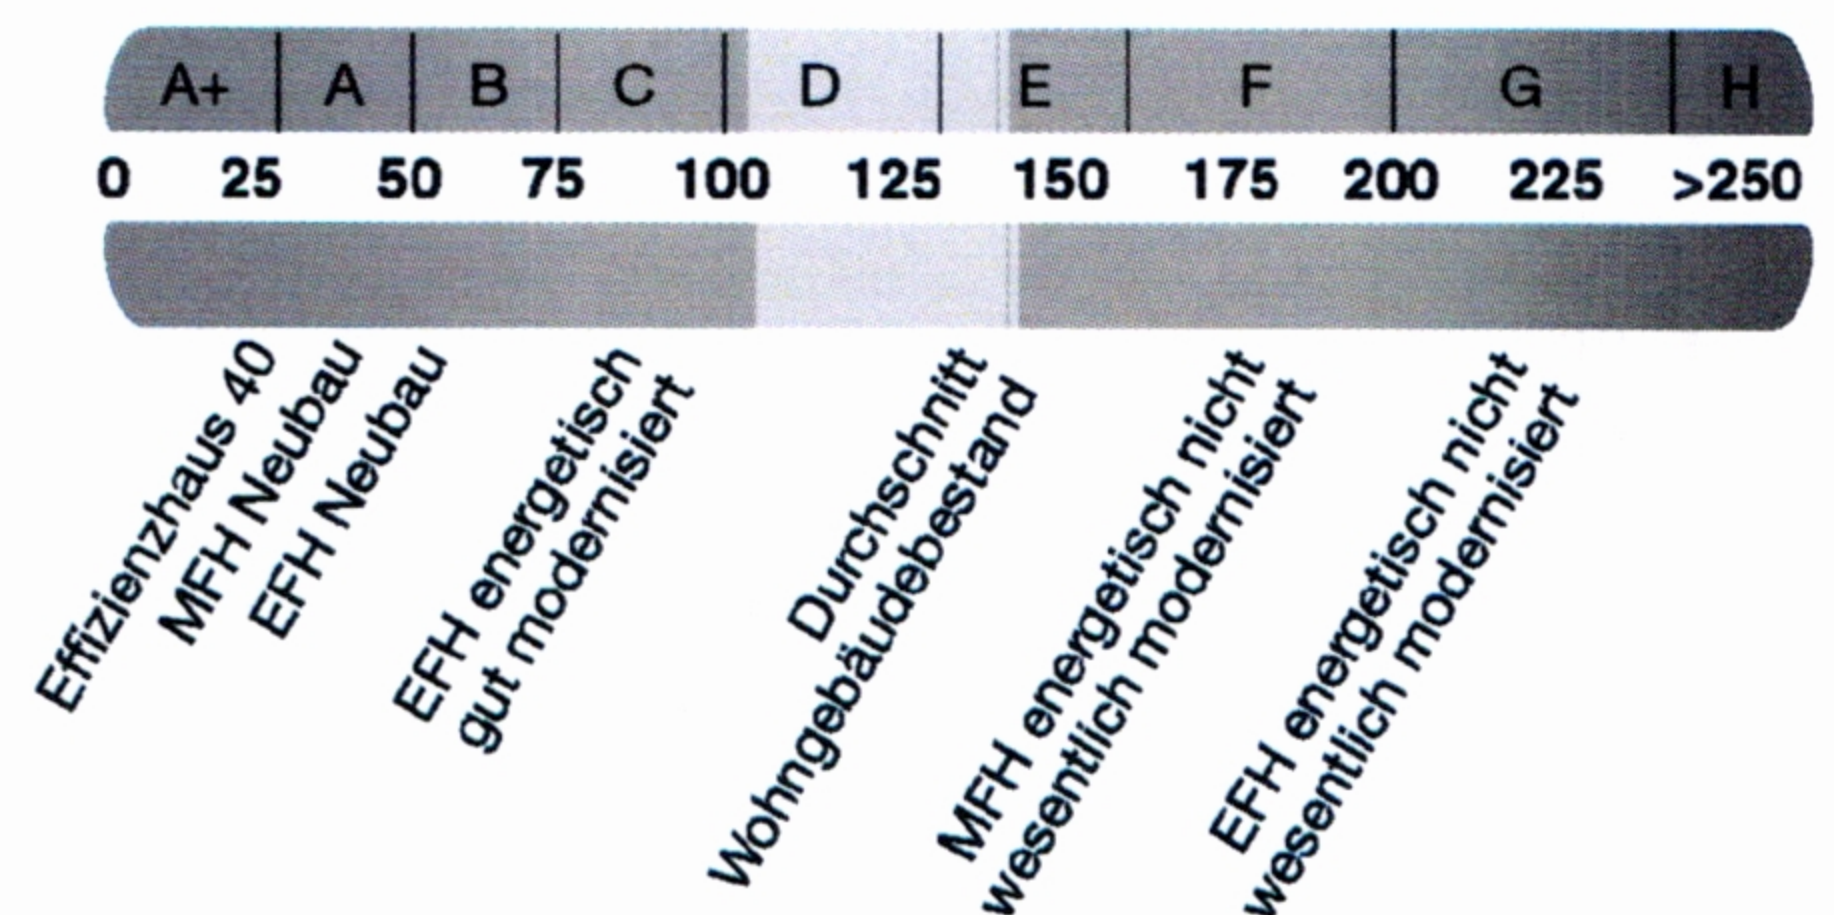 A+ A B C D E F G H
0 25 50 75 100 125 150 175 200 225 >250
Effizienzhaus 40
MFH Neubau
EFH Neubau
EFH energetisch
gut modernisiert
Durchschnitt
Wohngebäudebestand
MFH energetisch nicht
wesentlich modernisiert
EFH energetisch nicht
wesentlich modernisiert